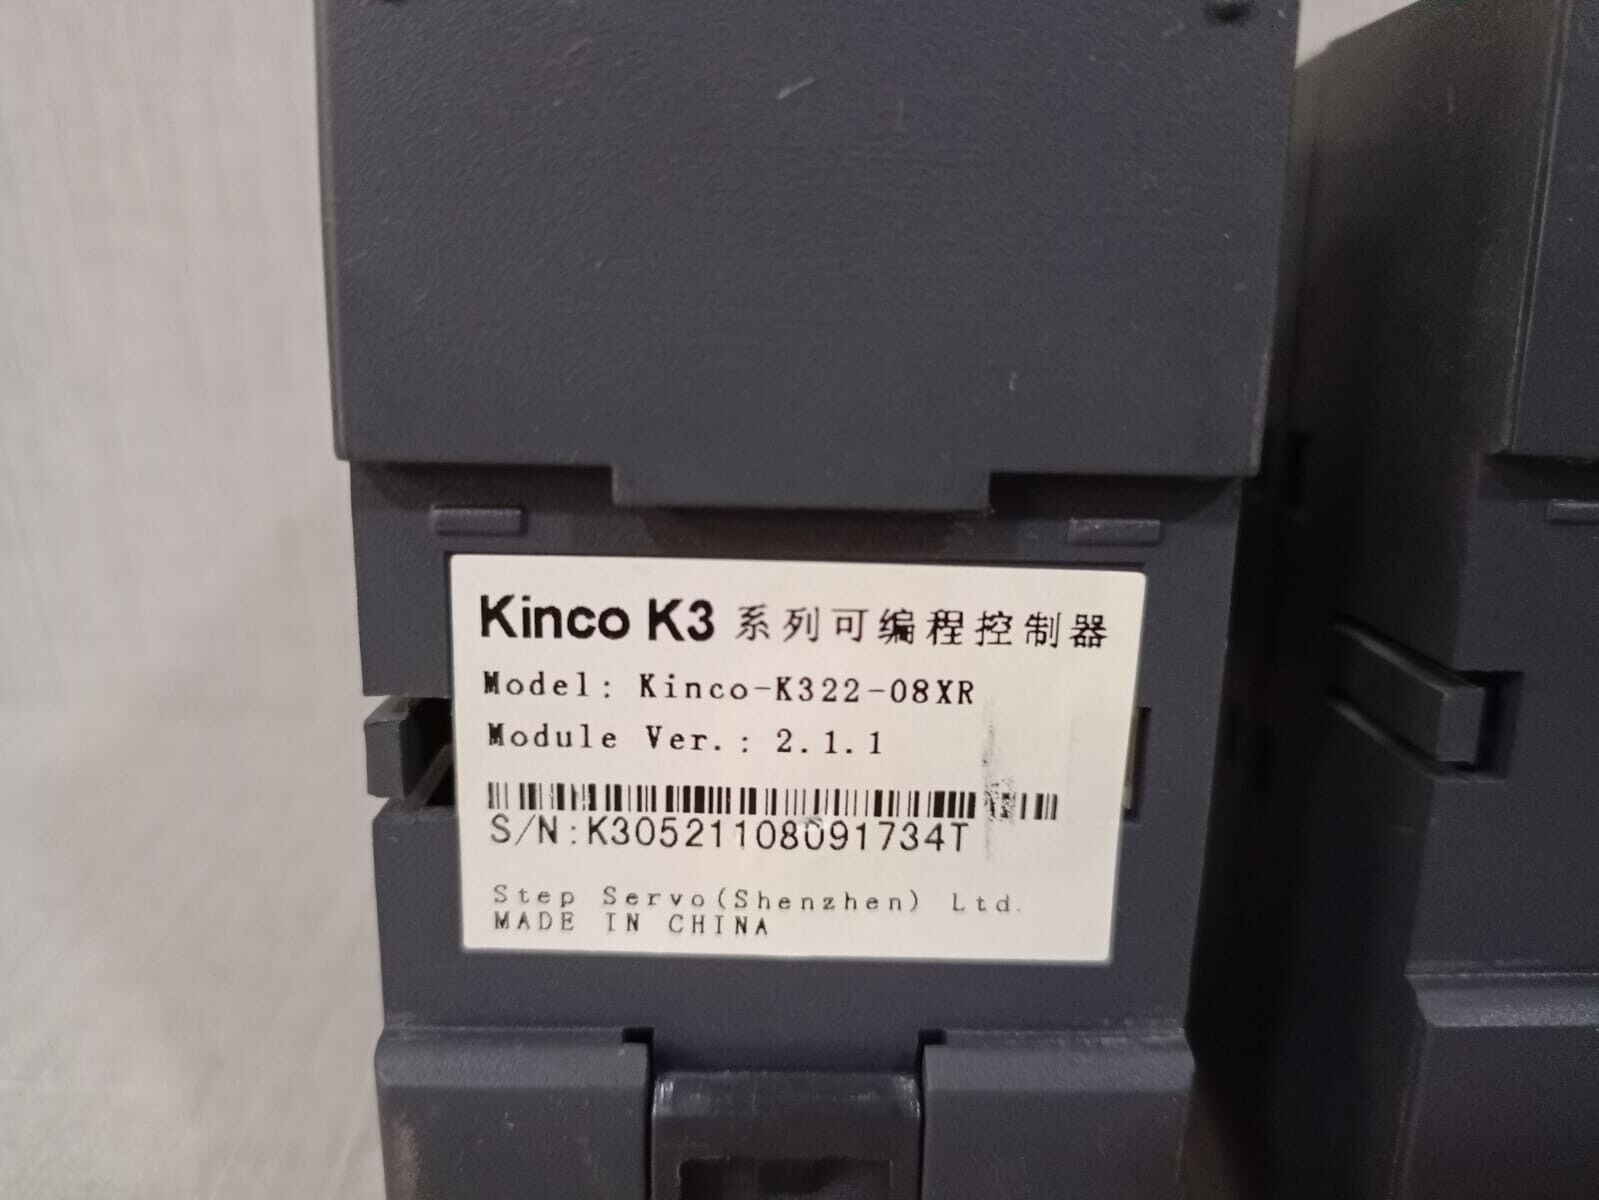 Kinco K3 系列可编程控制器
Model: Kinco-K322-08XR
Module Ver.: 2.1.1
S/N:K30521108091734T
Step Servo(Shenzhen) Ltd.
MADE IN CHINA